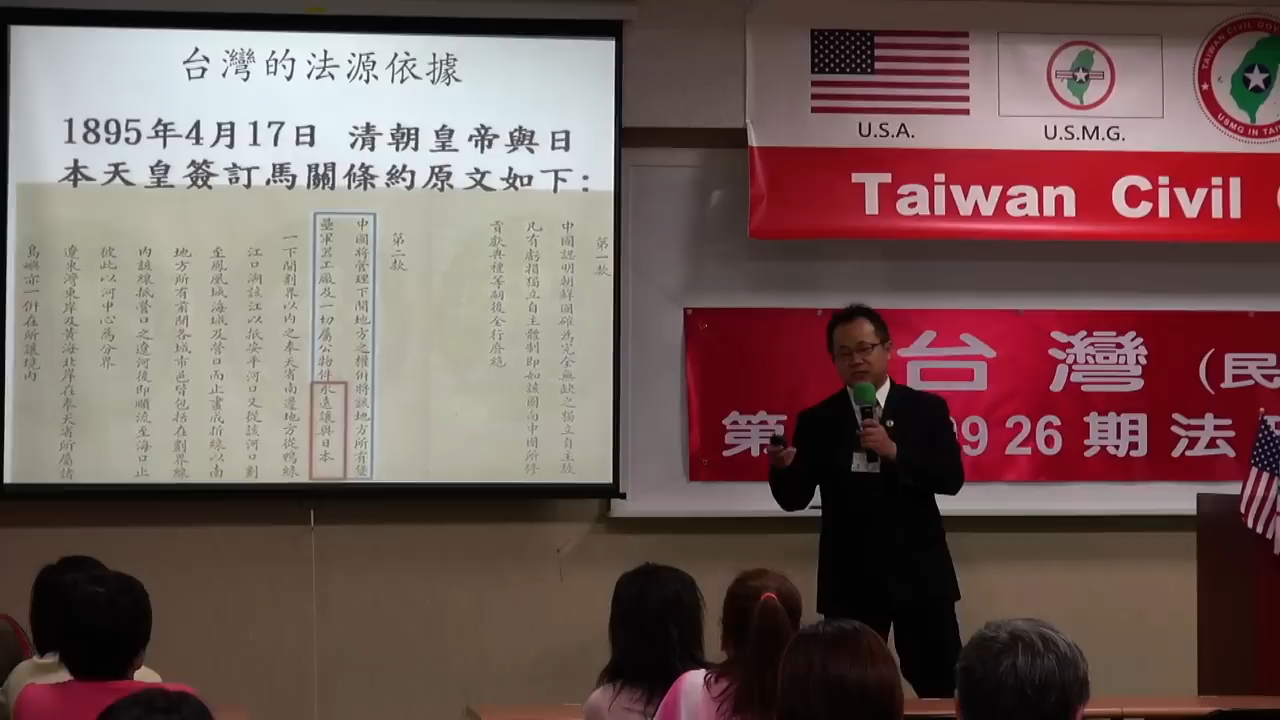 台灣的法源依據
1895年4月17日 清朝皇帝與日
本天皇簽訂馬關條約原文如下:
第一款
中國認明朝鮮國確為完全無缺之獨立自主故
凡有虧損獨立自主體制即如該國向中國所修
貢獻典禮等嗣後全行廢絕
第二款
中國將管理下開地方之權併將該地方所有堡
壘軍器工廠及一切屬公物件永遠讓與日本
一下開劃界以內之奉天省南邊地方從鴨綠
江口溯該江以抵安平河口又從該河口劃
至鳳凰城海城及營口而止畫成折線以南
地方所有前開各城市邑皆包括在劃界線
內該線抵營口之遼河後即順流至海口止
彼此以河中心為分界
遼東灣東岸及黃海北岸在奉天省所屬諸
島嶼亦一併在所讓境內
U.S.A.
U.S.M.G.
TAIWAN CIVIL GOV
USMG IN TAI
Taiwan Civil
台灣(民
第 99 26期法